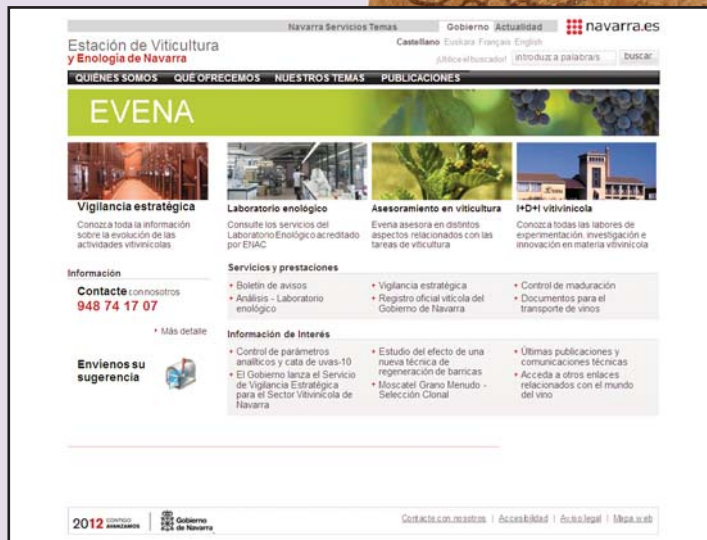 Navarra Servicios Temas Gobierno Actualidad navarra.es
Castellano Euskara Français English
Estación de Viticultura
y Enología de Navarra
¡Utilice el buscador! introduzca palabra/s buscar
QUIÉNES SOMOS QUÉ OFRECEMOS NUESTROS TEMAS PUBLICACIONES
EVENA
Vigilancia estratégica
Conozca toda la información
sobre la evolución de las
actividades vitivinícolas
Laboratorio enológico
Consulte los servicios del
Laboratorio Enológico acreditado
por ENAC
Asesoramiento en viticultura
Evena asesora en distintos
aspectos relacionados con las
tareas de viticultura
I+D+I vitivinícola
Conozca todas las labores de
experimentación, investigación e
innovación en materia vitivinícola
Información
Contacte con nosotros
948 74 17 07
Más detalle
Envíenos su
sugerencia
Servicios y prestaciones
Boletín de avisos
Análisis - Laboratorio
enológico
Vigilancia estratégica
Registro oficial vitícola del
Gobierno de Navarra
Control de maduración
Documentos para el
transporte de vinos
Información de Interés
Control de parámetros
analíticos y cata de uvas-10
El Gobierno lanza el Servicio
de Vigilancia Estratégica
para el Sector Vitivinícola de
Navarra
Estudio del efecto de una
nueva técnica de
regeneración de barricas
Moscatel Grano Menudo -
Selección Clonal
Últimas publicaciones y
comunicaciones técnicas
Acceda a otros enlaces
relacionados con el mundo
del vino
2012 CONTIGO
AVANZAMOS
Gobierno
de Navarra
Contacte con nosotros | Accesibilidad | Aviso legal | Mapa web